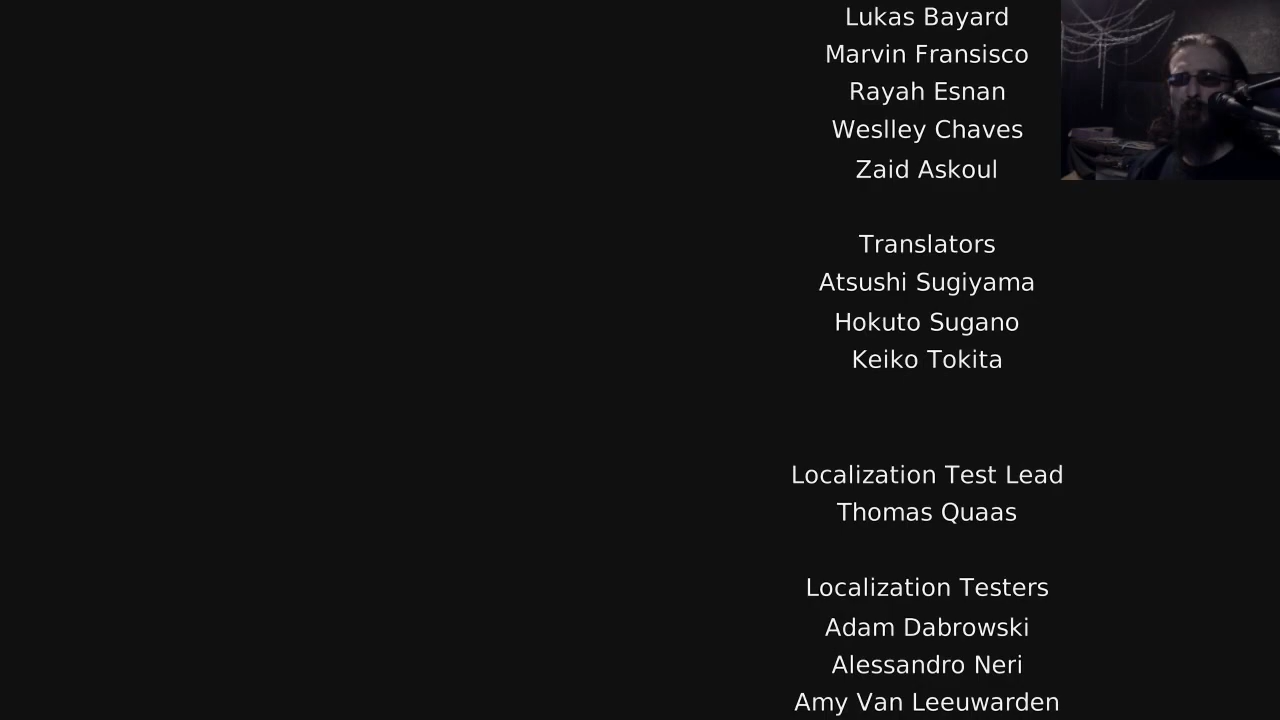 Lukas Bayard
Marvin Fransisco
Rayah Esnan
Weslley Chaves
Zaid Askoul
Translators
Atsushi Sugiyama
Hokuto Sugano
Keiko Tokita
Localization Test Lead
Thomas Quaas
Localization Testers
Adam Dabrowski
Alessandro Neri
Amy Van Leeuwarden